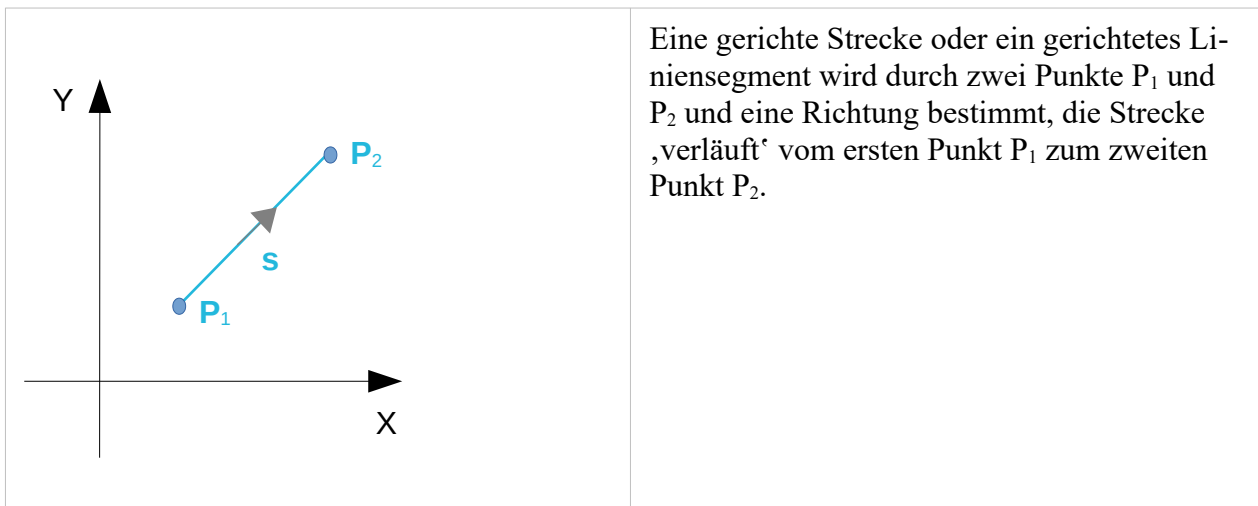 Y
P₂
s
P₁
X
Eine gerichte Strecke oder ein gerichtetes Li-
niensegment wird durch zwei Punkte P₁ und
P₂ und eine Richtung bestimmt, die Strecke
‚verläuft‛ vom ersten Punkt P₁ zum zweiten
Punkt P₂.